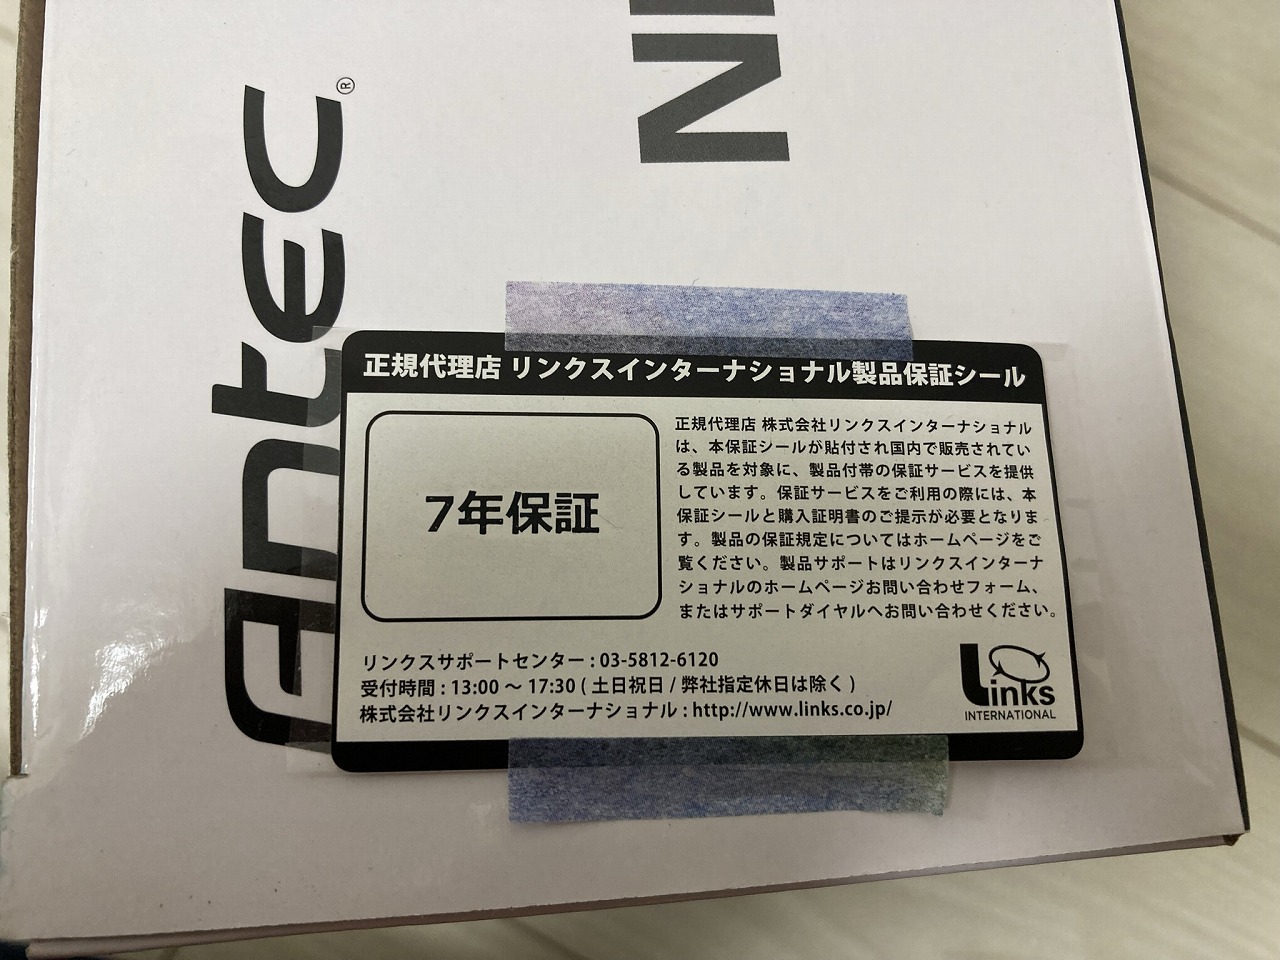 antec®
正規代理店 リンクスインターナショナル製品保証シール
7年保証
正規代理店 株式会社リンクスインターナショナル
は、本保証シールが貼付され国内で販売されてい
る製品を対象に、製品付帯の保証サービスを提供
しています。保証サービスをご利用の際には、本
保証シールと購入証明書のご提示が必要となりま
す。製品の保証規定についてはホームページをご
覧ください。製品サポートはリンクスインターナ
ショナルのホームページお問い合わせフォーム、
またはサポートダイヤルへお問い合わせください。
リンクスサポートセンター : 03-5812-6120
受付時間 : 13:00 ～ 17:30 ( 土日祝日 / 弊社指定休日は除く )
株式会社リンクスインターナショナル : http://www.links.co.jp/
Links
INTERNATIONAL